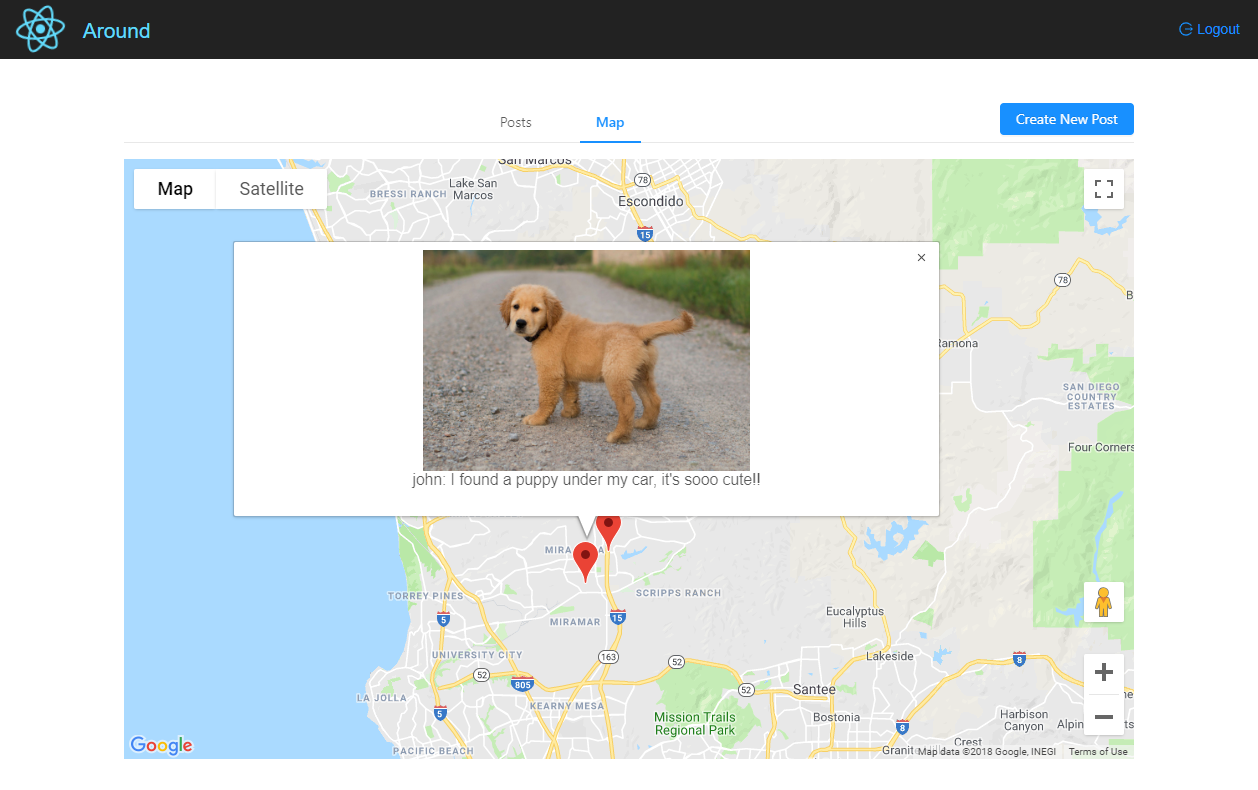 Around
Logout
Posts
Map
Create New Post
Map
Satellite
San Marcos
78
BRESSI RANCH
Lake San
Marcos
Escondido
15
78
Ramona
john: I found a puppy under my car, it's sooo cute!!
SAN DIEGO
COUNTRY
ESTATES
Four Corners
TORREY PINES
SCRIPPS RANCH
5
15
MIRAMAR
Eucalyptus
Hills
UNIVERSITY CITY
163
52
Lakeside
8
52
805
52
Santee
LA JOLLA
KEARNY MESA
5
Mission Trails
Regional Park
Bostonia
8
Harbison
Canyon
Alpin
Crest
Google
PACIFIC BEACH
Granit
Map data ©2018 Google, INEGI
Terms of Use